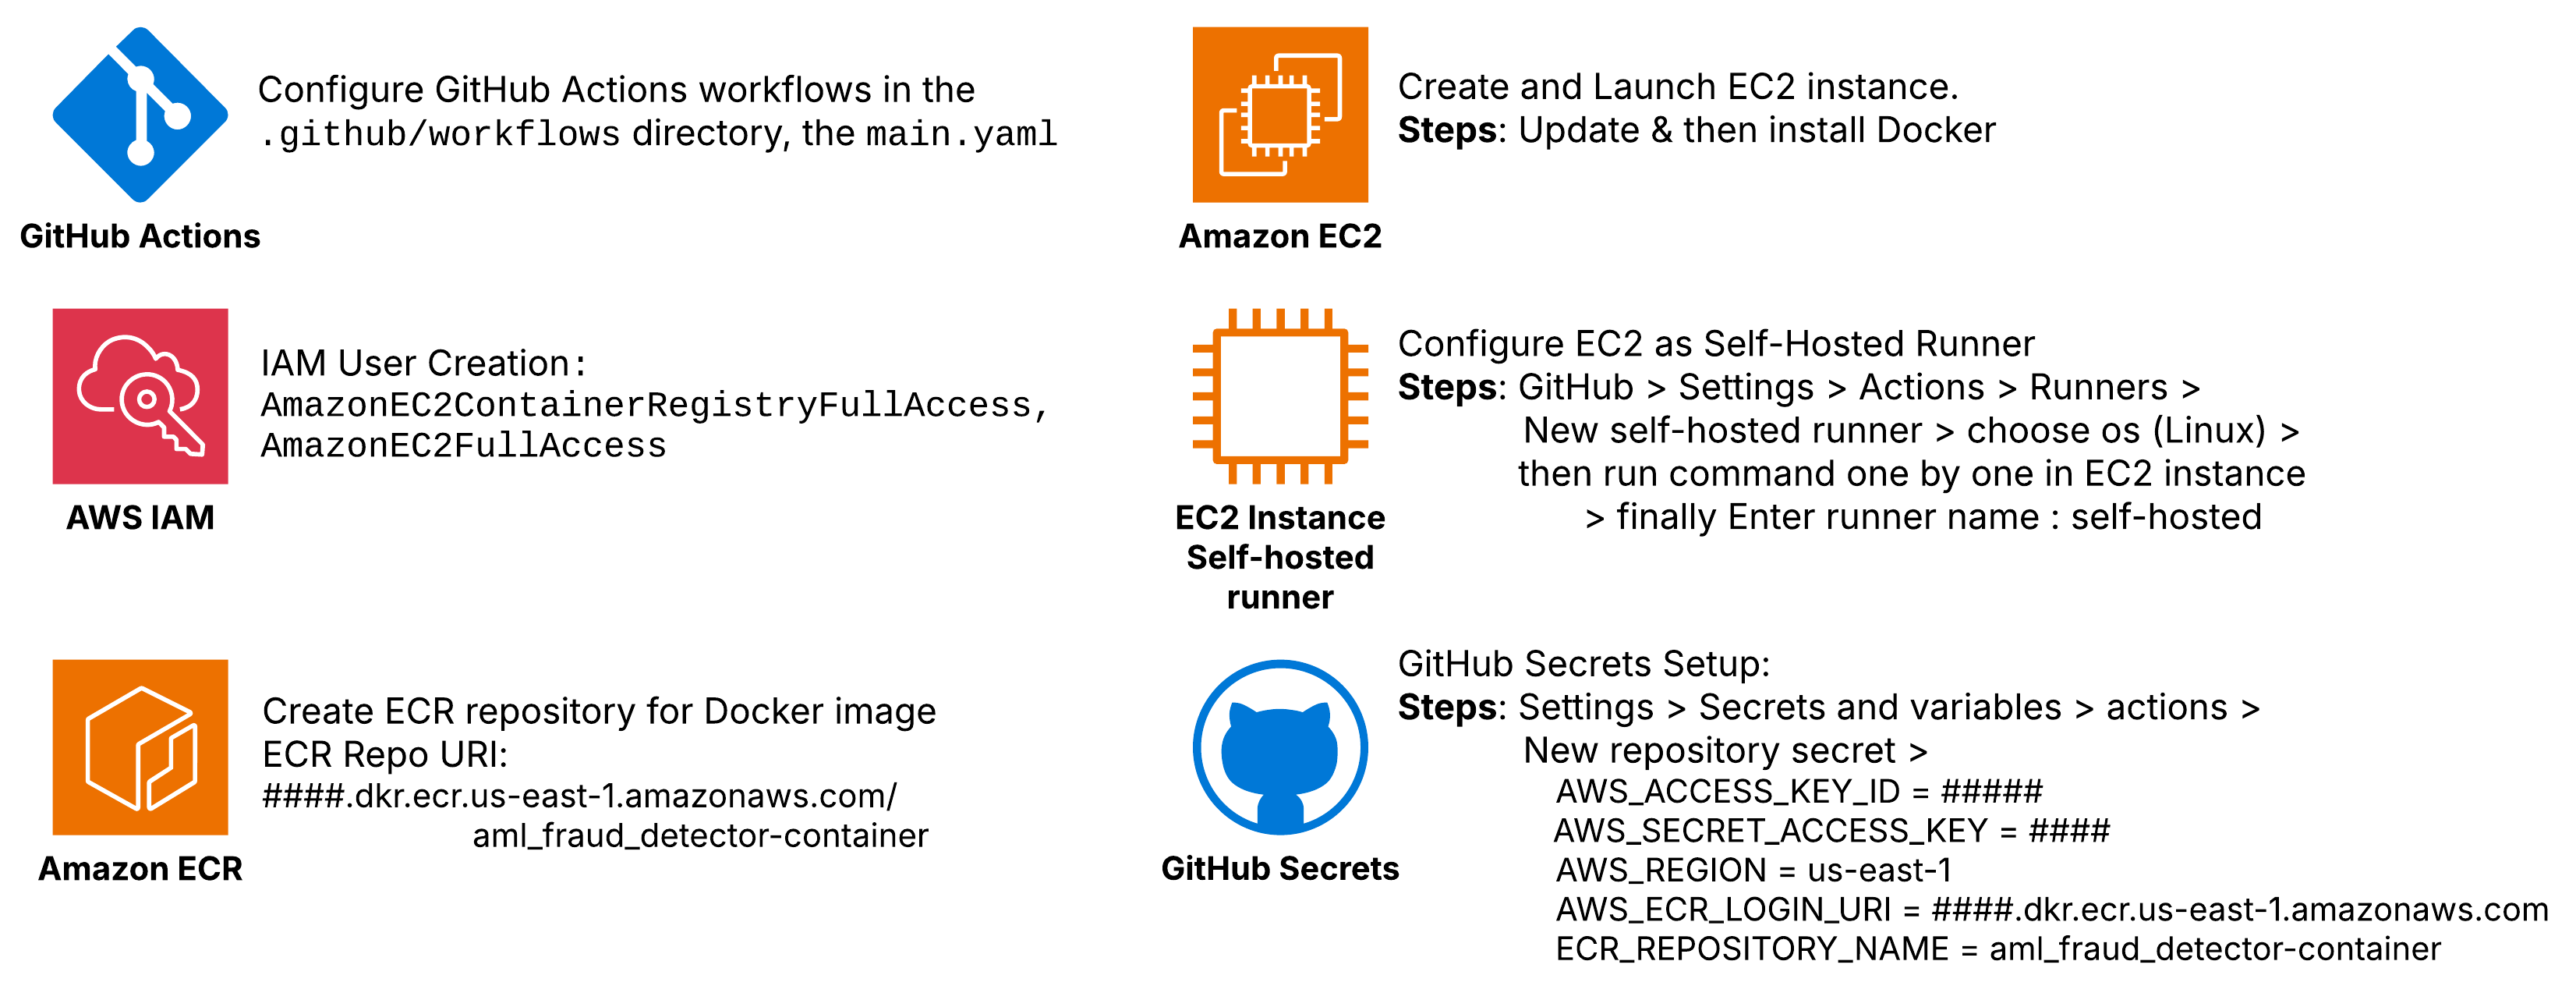 Configure GitHub Actions workflows in the
.github/workflows directory, the main.yaml
GitHub Actions
IAM User Creation:
AmazonEC2ContainerRegistryFullAccess,
AmazonEC2FullAccess
AWS IAM
Create ECR repository for Docker image
ECR Repo URI:
####.dkr.ecr.us-east-1.amazonaws.com/
aml_fraud_detector-container
Amazon ECR
Create and Launch EC2 instance.
Steps: Update & then install Docker
Amazon EC2
Configure EC2 as Self-Hosted Runner
Steps: GitHub > Settings > Actions > Runners >
New self-hosted runner > choose os (Linux) >
then run command one by one in EC2 instance
> finally Enter runner name : self-hosted
EC2 Instance
Self-hosted
runner
GitHub Secrets Setup:
Steps: Settings > Secrets and variables > actions >
New repository secret >
AWS_ACCESS_KEY_ID = #####
AWS_SECRET_ACCESS_KEY = ####
AWS_REGION = us-east-1
AWS_ECR_LOGIN_URI = ####.dkr.ecr.us-east-1.amazonaws.com
ECR_REPOSITORY_NAME = aml_fraud_detector-container
GitHub Secrets